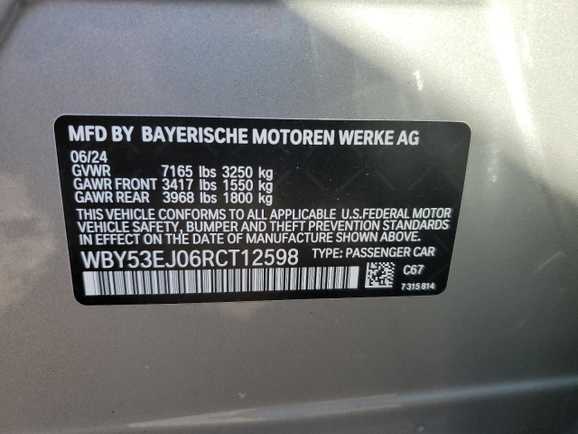 MFD BY BAYERISCHE MOTOREN WERKE AG
06/24
GVWR 7165 lbs 3250 kg
GAWR FRONT 3417 lbs 1550 kg
GAWR REAR 3968 lbs 1800 kg
THIS VEHICLE CONFORMS TO ALL APPLICABLE U.S.FEDERAL MOTOR
VEHICLE SAFETY, BUMPER AND THEFT PREVENTION STANDARDS
IN EFFECT ON THE DATE OF MANUFACTURE SHOWN ABOVE.
WBY53EJ06RCT12598 TYPE: PASSENGER CAR
C67
7 315 814